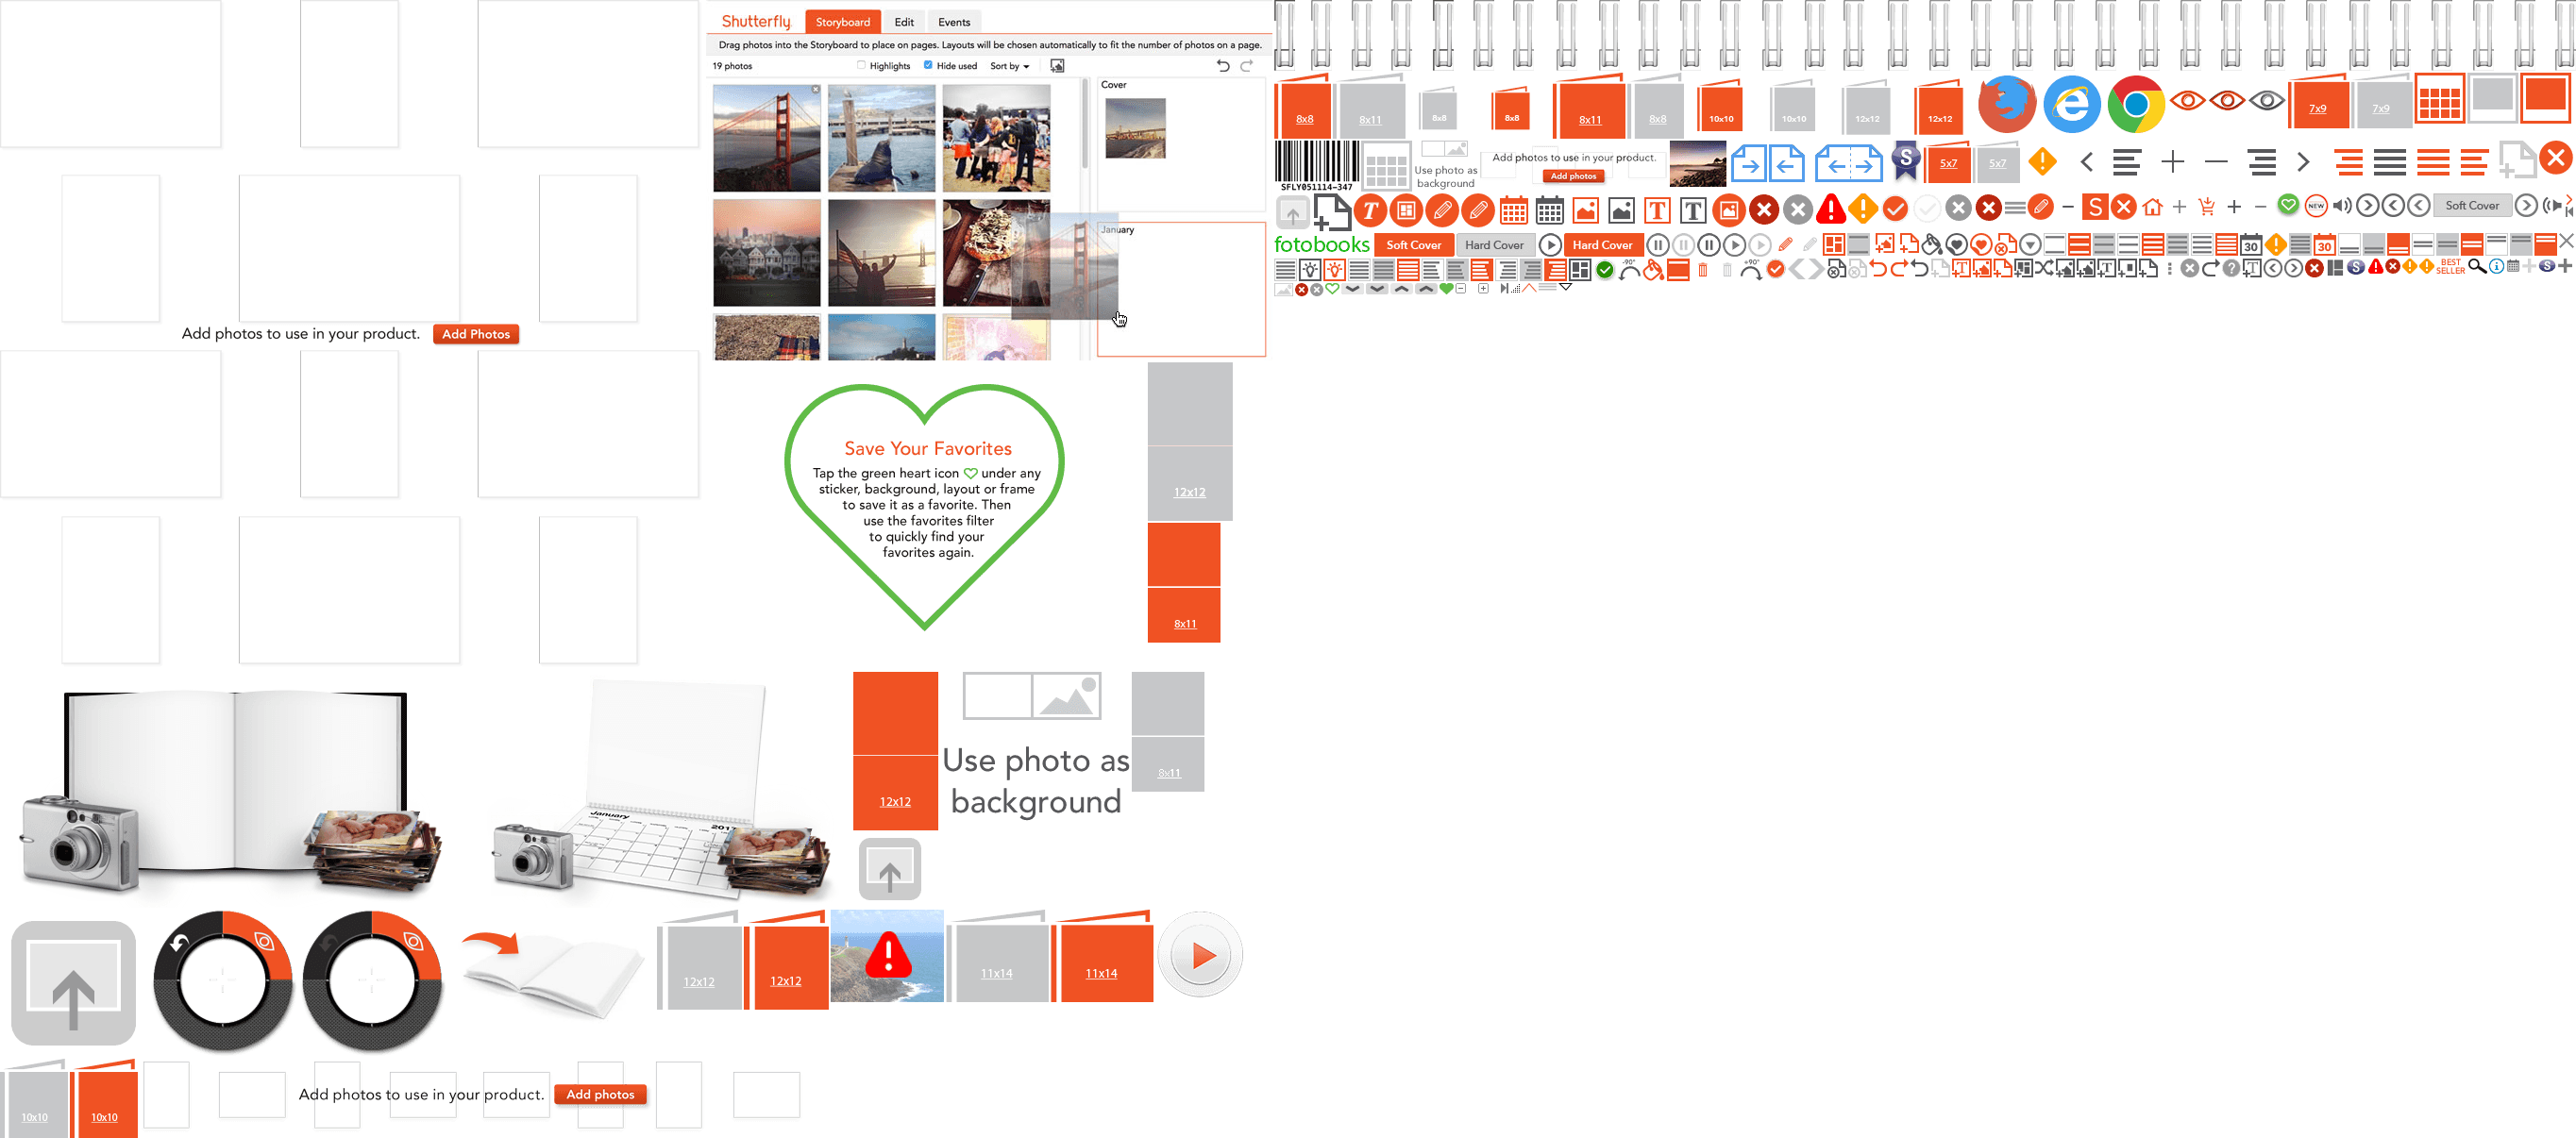 Shutterfly
Storyboard
Edit
Events
Drag photos into the Storyboard to place on pages. Layouts will be chosen automatically to fit the number of photos on a page.
19 photos
Highlights
Hide used
Sort by
Cover
January
Add photos to use in your product.
Add Photos
Save Your Favorites
Tap the green heart icon under any
sticker, background, layout or frame
to save it as a favorite. Then
use the favorites filter
to quickly find your
favorites again.
12x12
8x11
12x12
Use photo as
background
8x11
January
12x12
12x12
11x14
11x14
10x10
10x10
Add photos to use in your product.
Add photos
8x8
8x11
8x8
8x8
8x11
8x8
10x10
10x10
12x12
12x12
7x9
7x9
SFLY051114-347
Use photo as
background
Add photos to use in your product.
Add photos
S
5x7
5x7
T
T
T
S
NEW
Soft Cover
fotobooks
Soft Cover
Hard Cover
Hard Cover
30
30
-90°
+90°
BEST
SELLER